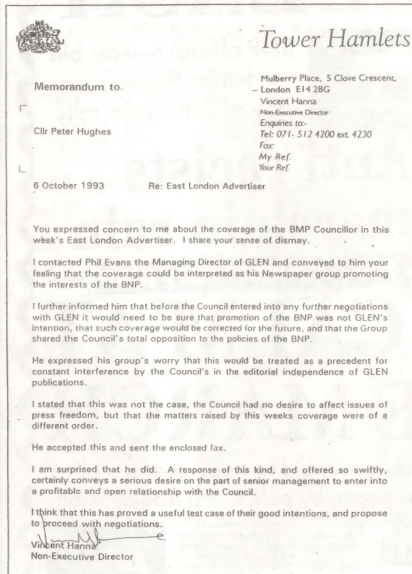 Tower Hamlets
Mulberry Place, 5 Clove Crescent,
London E14 2BG
Vincent Hanna
Non-Executive Director
Enquiries to:-
Tel: 071- 512 4200 ext. 4230
Fax:
My Ref.
Your Ref.
Memorandum to.
Cllr Peter Hughes
6 October 1993 Re: East London Advertiser
You expressed concern to me about the coverage of the BMP Councillor in this
week's East London Advertiser. I share your sense of dismay.
I contacted Phil Evans the Managing Director of GLEN and conveyed to him your
feeling that the coverage could be interpreted as his Newspaper group promoting
the interests of the BNP.
I further informed him that before the Council entered into any further negotiations
with GLEN it would need to be sure that promotion of the BNP was not GLEN's
intention, that such coverage would be corrected for the future, and that the Group
shared the Council's total opposition to the policies of the BNP.
He expressed his group's worry that this would be treated as a precedent for
constant interference by the Council's in the editorial independence of GLEN
publications.
I stated that this was not the case, the Council had no desire to affect issues of
press freedom, but that the matters raised by this weeks coverage were of a
different order.
He accepted this and sent the enclosed fax.
I am surprised that he did. A response of this kind, and offered so swiftly,
certainly conveys a serious desire on the part of senior management to enter into
a profitable and open relationship with the Council.
I think that this has proved a useful test case of their good intentions, and propose
to proceed with negotiations.
Vincent Hanna
Non-Executive Director